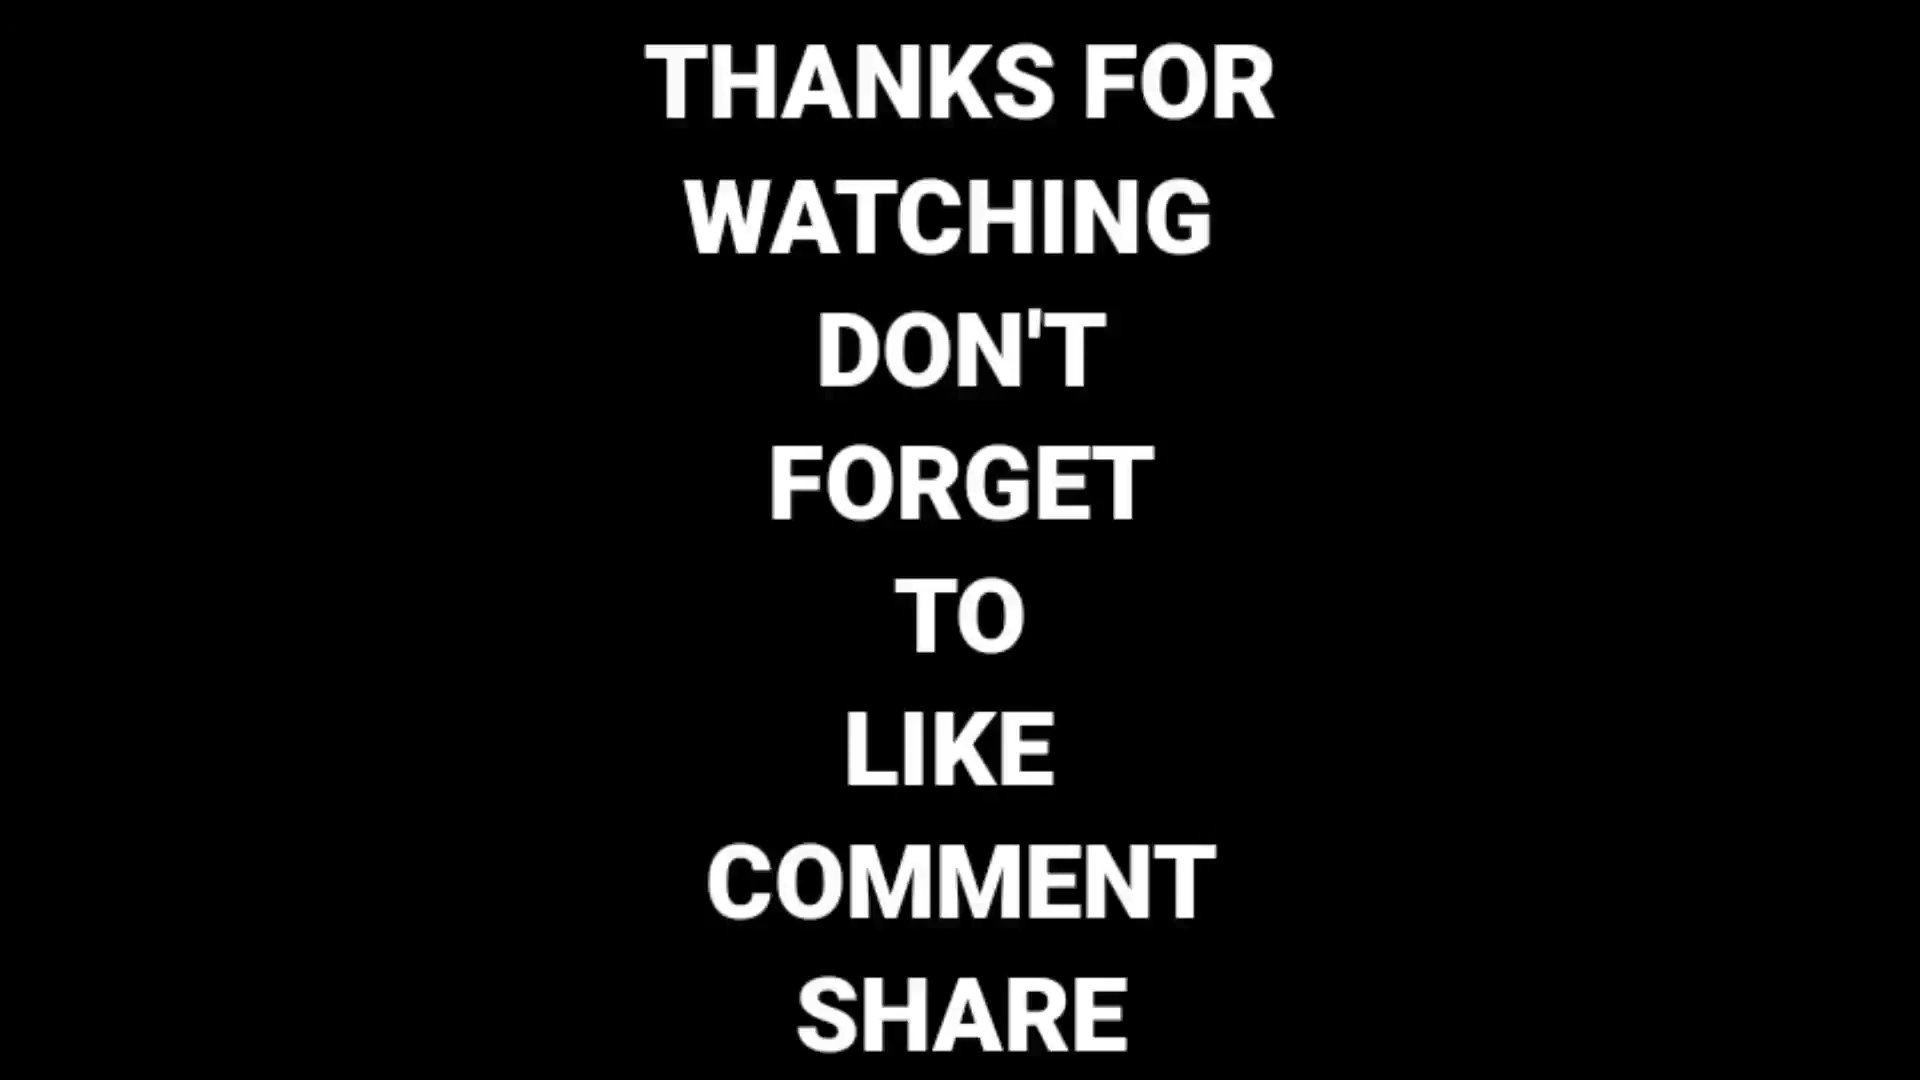 THANKS FOR
WATCHING
DON'T
FORGET
TO
LIKE
COMMENT
SHARE